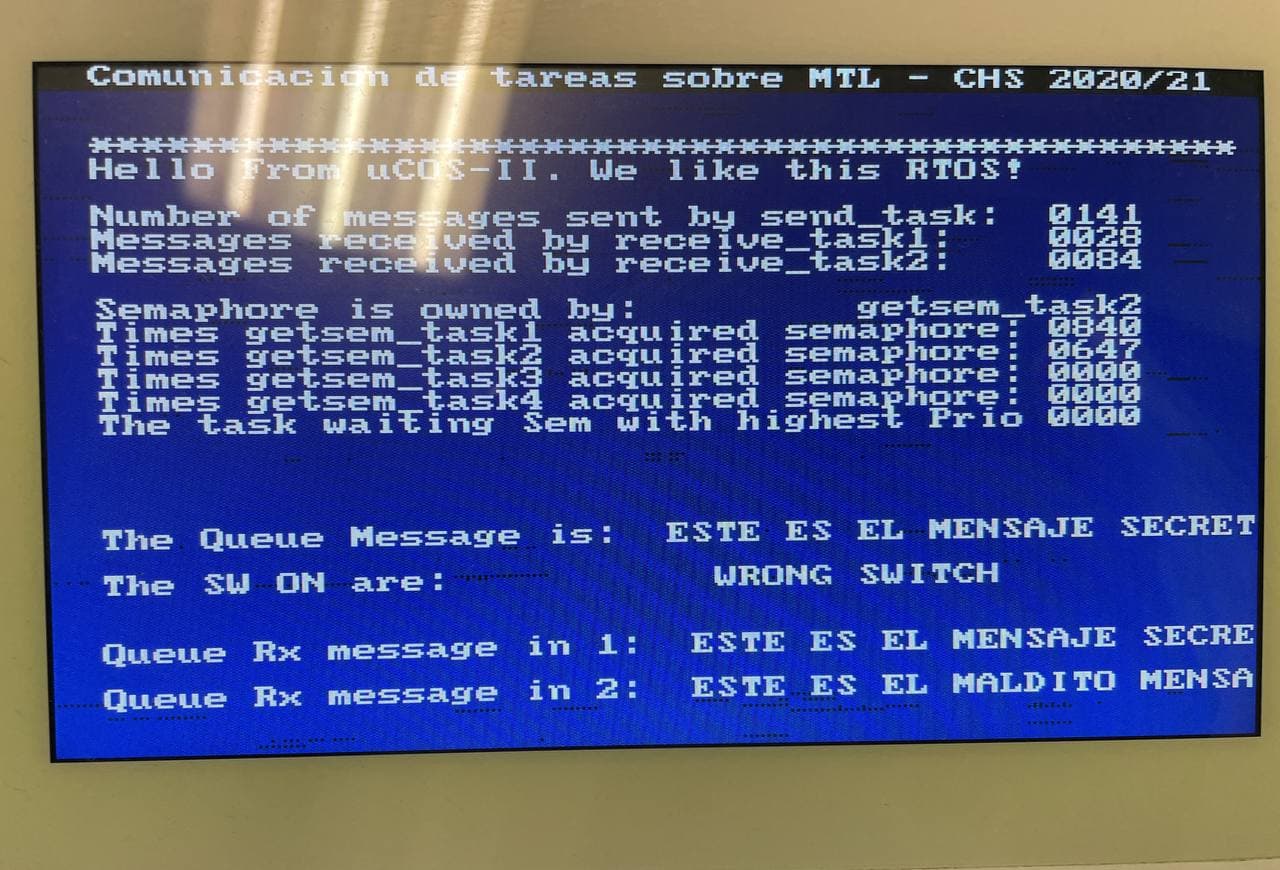 Comunicacion de tareas sobre MTL - CHS 2020/21
************************************************
Hello From uCOS-II. We like this RTOS!
Number of messages sent by send_task: 0141
Messages received by receive_task1: 0028
Messages received by receive_task2: 0084
Semaphore is owned by: getsem_task2
Times getsem_task1 acquired semaphore: 0840
Times getsem_task2 acquired semaphore: 0647
Times getsem_task3 acquired semaphore: 0000
Times getsem_task4 acquired semaphore: 0000
The task waiting Sem with highest Prio 0000
The Queue Message is: ESTE ES EL MENSAJE SECRET
The SW ON are: WRONG SWITCH
Queue Rx message in 1: ESTE ES EL MENSAJE SECRE
Queue Rx message in 2: ESTE ES EL MALDITO MENSA